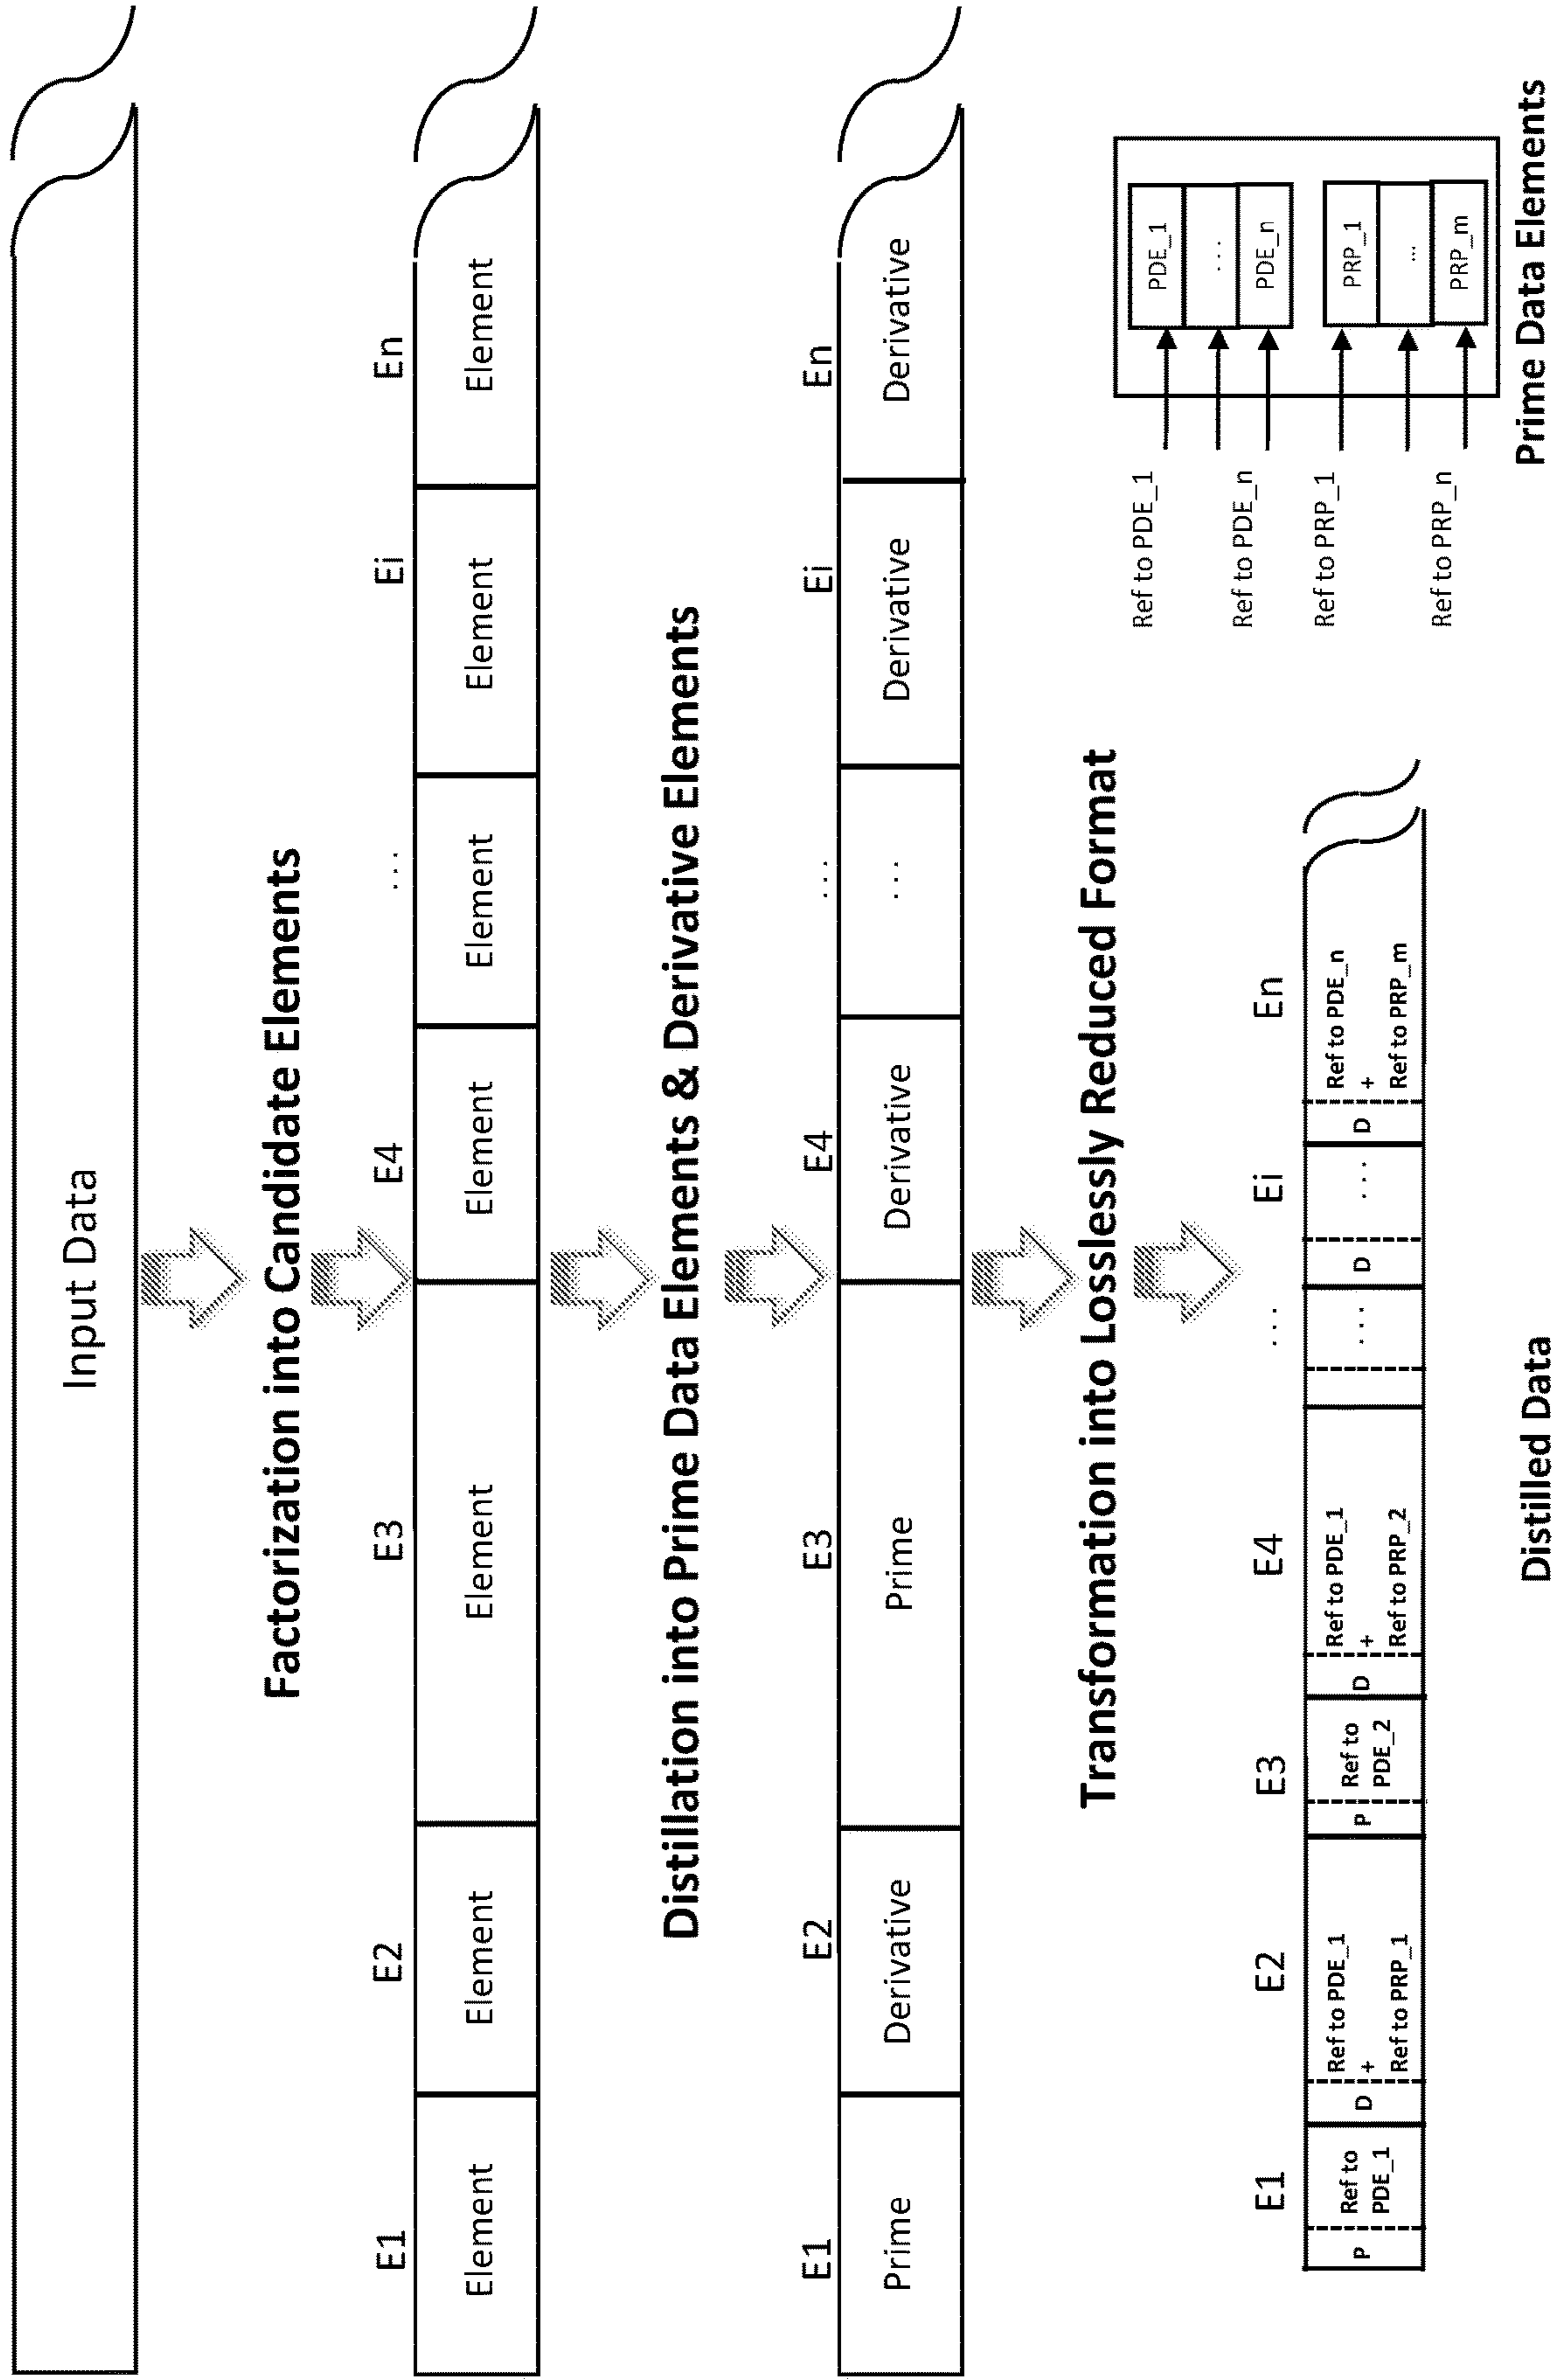 Input Data
Factorization into Candidate Elements
E1 E2 E3 E4 ... Ei En
Element Element Element Element Element Element Element
Distillation into Prime Data Elements & Derivative Elements
E1 E2 E3 E4 ... Ei En
Prime Derivative Prime Derivative ... Derivative Derivative
Transformation into Losslessly Reduced Format
E1 E2 E3 E4 ... Ei En
P
Ref to
PDE_1
D
Ref to PDE_1
+
Ref to PRP_1
P
Ref to
PDE_2
D
Ref to PDE_1
+
Ref to PRP_2
...
D
...
D
Ref to PDE_n
+
Ref to PRP_m
Distilled Data
Ref to PDE_1
Ref to PDE_n
Ref to PRP_1
Ref to PRP_n
PDE_1
...
PDE_n
PRP_1
...
PRP_m
Prime Data Elements